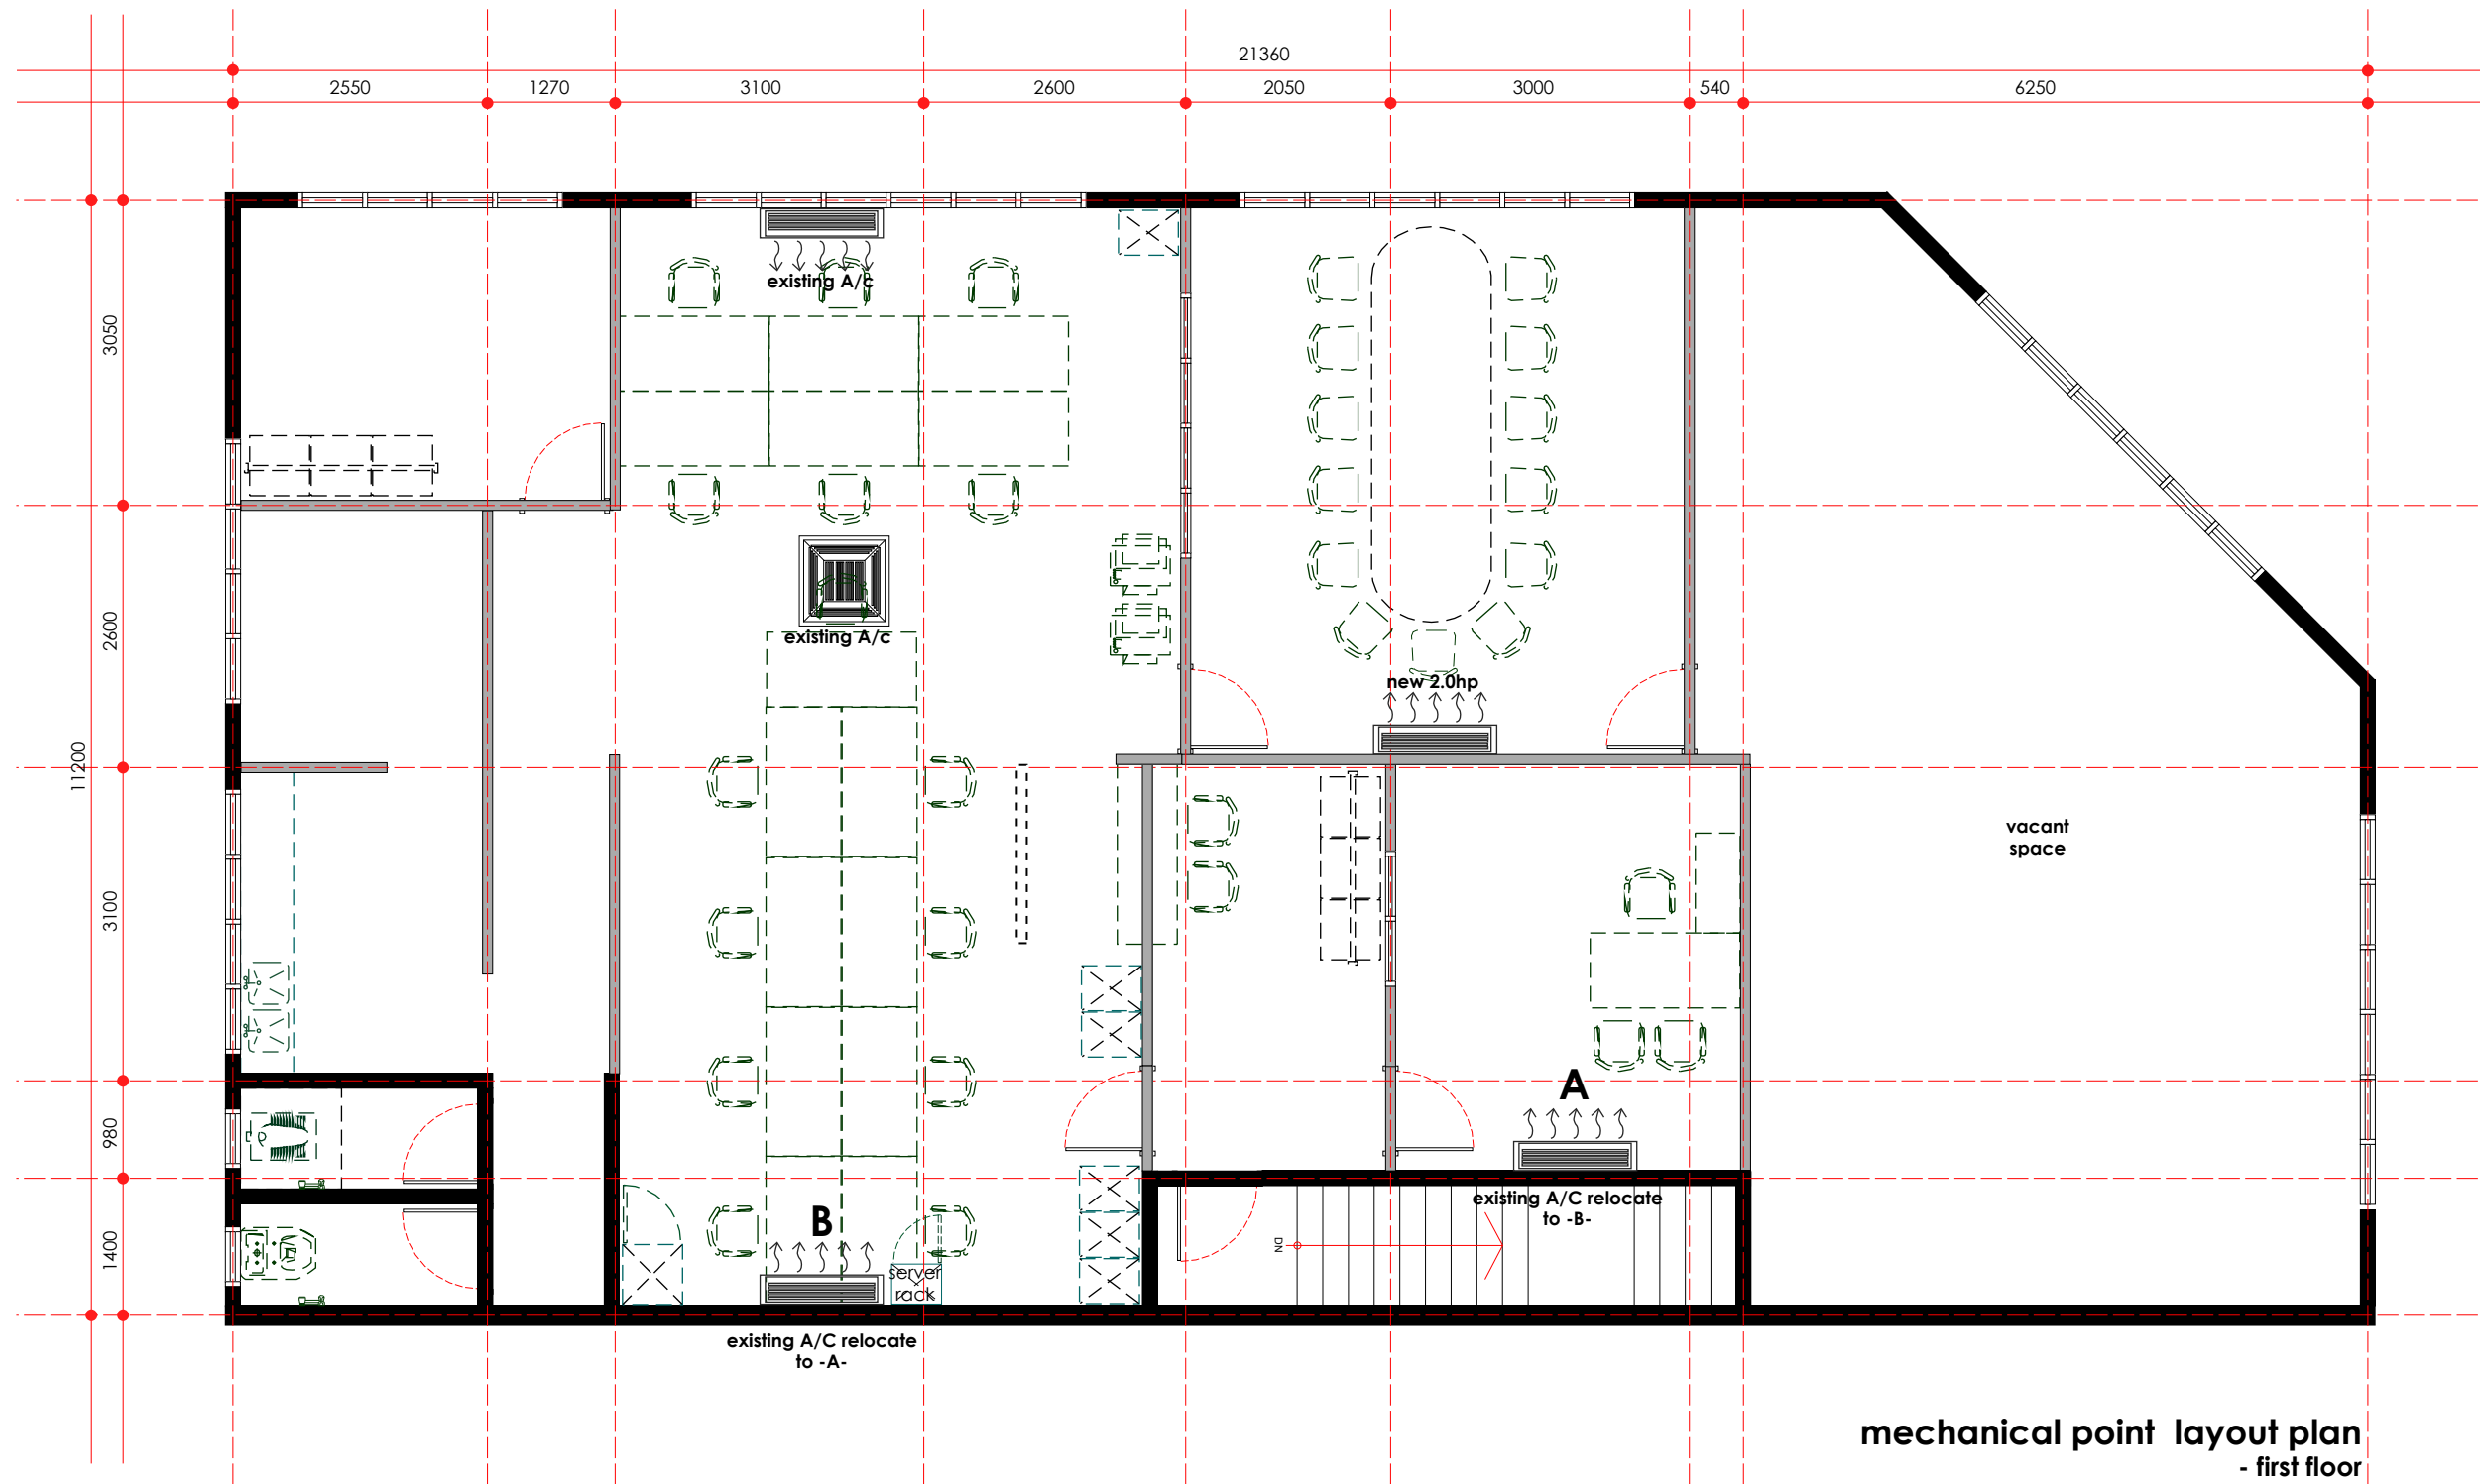 21360
2550
1270
3100
2600
2050
3000
540
6250
3050
2600
11200
3100
980
1400
existing A/c
existing A/c
new 2.0hp
vacant
space
A
existing A/C relocate
to -B-
B
DN
server
rack
existing A/C relocate
to -A-
mechanical point layout plan
- first floor